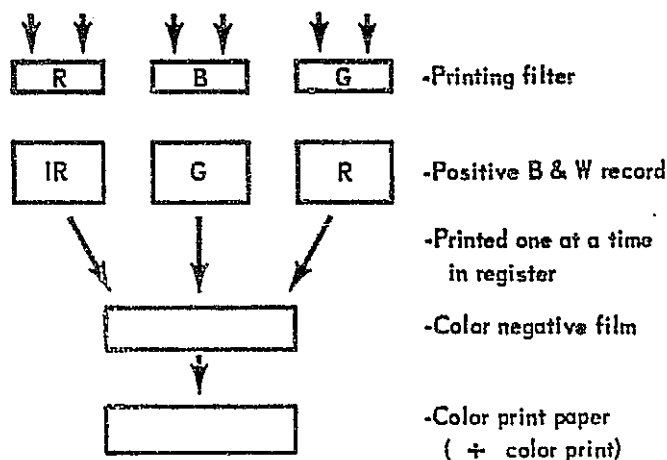 R B G -Printing filter
IR G R -Positive B & W record
-Printed one at a time
in register
-Color negative film
-Color print paper
( + color print)